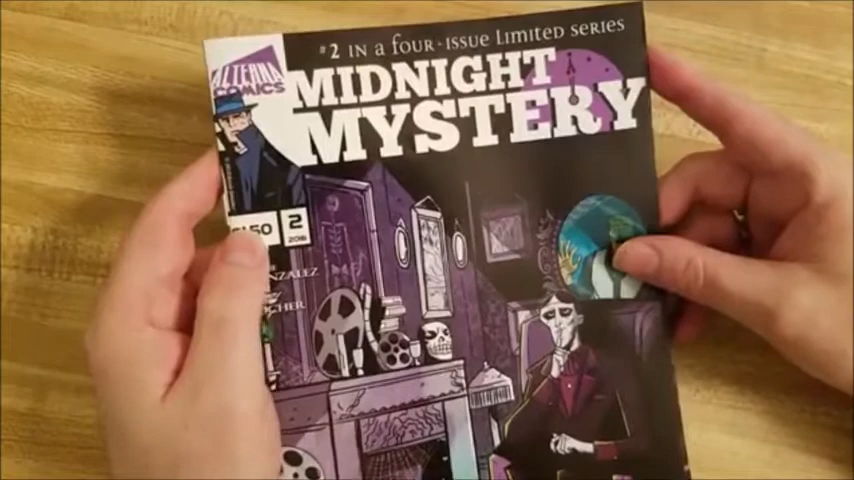 #2 IN A FOUR-ISSUE LIMITED SERIES
ALTERNA
COMICS
MIDNIGHT
MYSTERY
2
2016